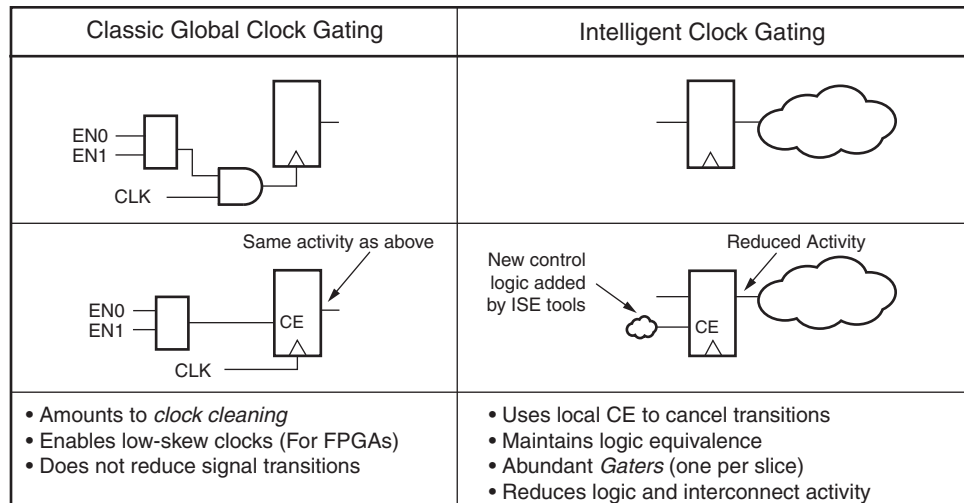 Classic Global Clock Gating
Intelligent Clock Gating
EN0
EN1
CLK
Same activity as above
EN0
EN1
CE
CLK
New control
logic added
by ISE tools
Reduced Activity
CE
• Amounts to clock cleaning
• Enables low-skew clocks (For FPGAs)
• Does not reduce signal transitions
• Uses local CE to cancel transitions
• Maintains logic equivalence
• Abundant Gaters (one per slice)
• Reduces logic and interconnect activity